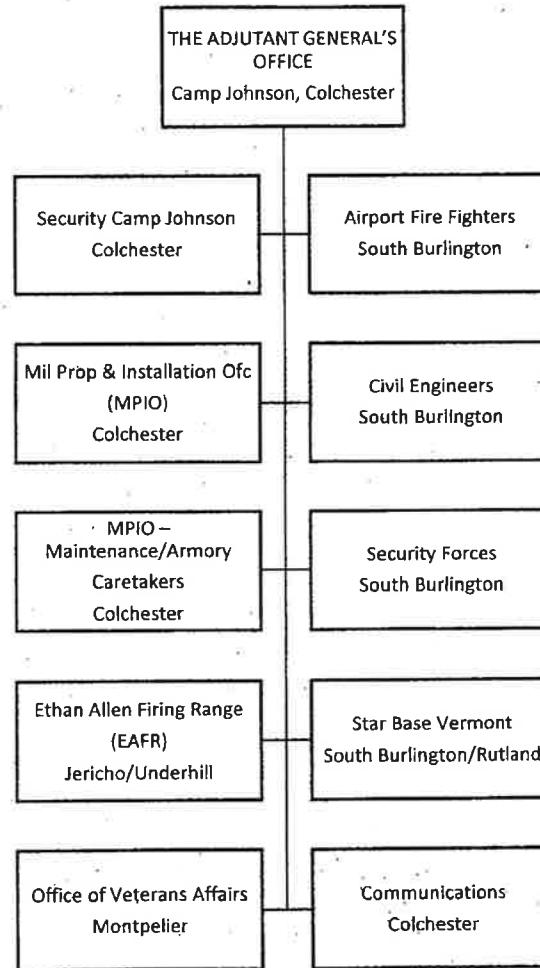 THE ADJUTANT GENERAL'S
OFFICE
Camp Johnson, Colchester
Security Camp Johnson
Colchester
Airport Fire Fighters
South Burlington
Mil Prop & Installation Ofc
(MPIO)
Colchester
Civil Engineers
South Burlington
MPIO –
Maintenance/Armory
Caretakers
Colchester
Security Forces
South Burlington
Ethan Allen Firing Range
(EAFR)
Jericho/Underhill
Star Base Vermont
South Burlington/Rutland
Office of Veterans Affairs
Montpelier
Communications
Colchester